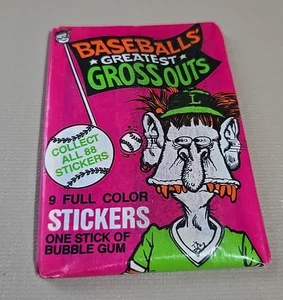 BASEBALLS'
GREATEST
GROSS OUTS
COLLECT
ALL 88
STICKERS
L
9 FULL COLOR
STICKERS
ONE STICK OF
BUBBLE GUM